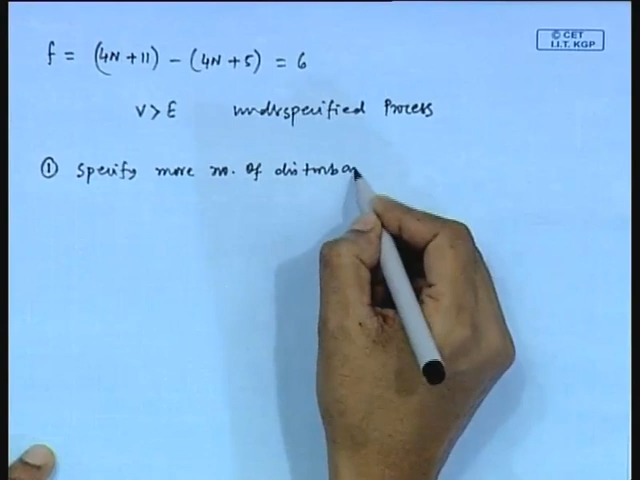 © CET
I.I.T. KGP
f = (4N + 11) - (4N + 5) = 6
V > E underspecified Process
① Specify more no. of disturba